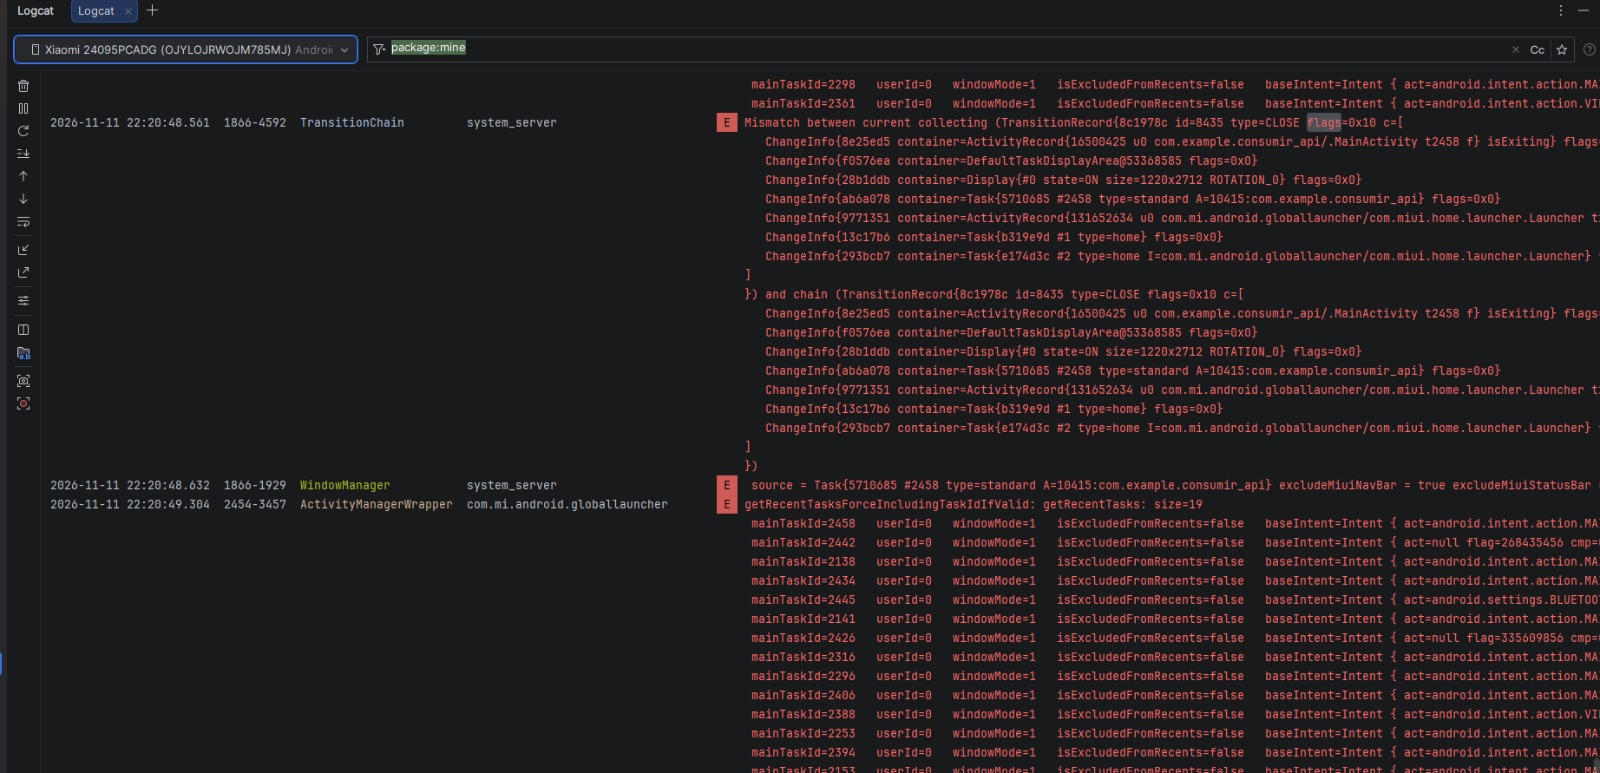 Logcat Logcat
Xiaomi 24095PCADG (OJYLOJRWOJM785MJ) Androi package:mine Cc
mainTaskId=2298 userId=0 windowMode=1 isExcludedFromRecents=false baseIntent=Intent { act=android.intent.action.MA
mainTaskId=2361 userId=0 windowMode=1 isExcludedFromRecents=false baseIntent=Intent { act=android.intent.action.VI
2026-11-11 22:20:48.561 1866-4592 TransitionChain system_server E Mismatch between current collecting (TransitionRecord{8c1978c id=8435 type=CLOSE flags=0x10 c=[
ChangeInfo{8e25ed5 container=ActivityRecord{16500425 u0 com.example.consumir_api/.MainActivity t2458 f} isExiting} flags=
ChangeInfo{f0576ea container=DefaultTaskDisplayArea@53368585 flags=0x0}
ChangeInfo{28b1ddb container=Display{#0 state=ON size=1220x2712 ROTATION_0} flags=0x0}
ChangeInfo{ab6a078 container=Task{5710685 #2458 type=standard A=10415:com.example.consumir_api} flags=0x0}
ChangeInfo{9771351 container=ActivityRecord{131652634 u0 com.mi.android.globallauncher/com.miui.home.launcher.Launcher t
ChangeInfo{13c17b6 container=Task{b319e9d #1 type=home} flags=0x0}
ChangeInfo{293bcb7 container=Task{e174d3c #2 type=home I=com.mi.android.globallauncher/com.miui.home.launcher.Launcher}
]
}) and chain (TransitionRecord{8c1978c id=8435 type=CLOSE flags=0x10 c=[
ChangeInfo{8e25ed5 container=ActivityRecord{16500425 u0 com.example.consumir_api/.MainActivity t2458 f} isExiting} flags=
ChangeInfo{f0576ea container=DefaultTaskDisplayArea@53368585 flags=0x0}
ChangeInfo{28b1ddb container=Display{#0 state=ON size=1220x2712 ROTATION_0} flags=0x0}
ChangeInfo{ab6a078 container=Task{5710685 #2458 type=standard A=10415:com.example.consumir_api} flags=0x0}
ChangeInfo{9771351 container=ActivityRecord{131652634 u0 com.mi.android.globallauncher/com.miui.home.launcher.Launcher t
ChangeInfo{13c17b6 container=Task{b319e9d #1 type=home} flags=0x0}
ChangeInfo{293bcb7 container=Task{e174d3c #2 type=home I=com.mi.android.globallauncher/com.miui.home.launcher.Launcher}
]
})
2026-11-11 22:20:48.632 1866-1929 WindowManager system_server E source = Task{5710685 #2458 type=standard A=10415:com.example.consumir_api} excludeMiuiNavBar = true excludeMiuiStatusBar =
2026-11-11 22:20:49.304 2454-3457 ActivityManagerWrapper com.mi.android.globallauncher E getRecentTasksForceIncludingTaskIdIfValid: getRecentTasks: size=19
mainTaskId=2458 userId=0 windowMode=1 isExcludedFromRecents=false baseIntent=Intent { act=android.intent.action.MA
mainTaskId=2442 userId=0 windowMode=1 isExcludedFromRecents=false baseIntent=Intent { act=null flag=268435456 cmp=
mainTaskId=2138 userId=0 windowMode=1 isExcludedFromRecents=false baseIntent=Intent { act=android.intent.action.MA
mainTaskId=2434 userId=0 windowMode=1 isExcludedFromRecents=false baseIntent=Intent { act=android.intent.action.MA
mainTaskId=2445 userId=0 windowMode=1 isExcludedFromRecents=false baseIntent=Intent { act=android.settings.BLUETOO
mainTaskId=2141 userId=0 windowMode=1 isExcludedFromRecents=false baseIntent=Intent { act=android.intent.action.MA
mainTaskId=2426 userId=0 windowMode=1 isExcludedFromRecents=false baseIntent=Intent { act=null flag=335609856 cmp=
mainTaskId=2316 userId=0 windowMode=1 isExcludedFromRecents=false baseIntent=Intent { act=android.intent.action.MA
mainTaskId=2296 userId=0 windowMode=1 isExcludedFromRecents=false baseIntent=Intent { act=android.intent.action.MA
mainTaskId=2406 userId=0 windowMode=1 isExcludedFromRecents=false baseIntent=Intent { act=android.intent.action.MA
mainTaskId=2388 userId=0 windowMode=1 isExcludedFromRecents=false baseIntent=Intent { act=android.intent.action.VI
mainTaskId=2253 userId=0 windowMode=1 isExcludedFromRecents=false baseIntent=Intent { act=android.intent.action.MA
mainTaskId=2394 userId=0 windowMode=1 isExcludedFromRecents=false baseIntent=Intent { act=android.intent.action.MA
mainTaskId=2153 userId=0 windowMode=1 isExcludedFromRecents=false baseIntent=Intent { act=android.intent.action.MA